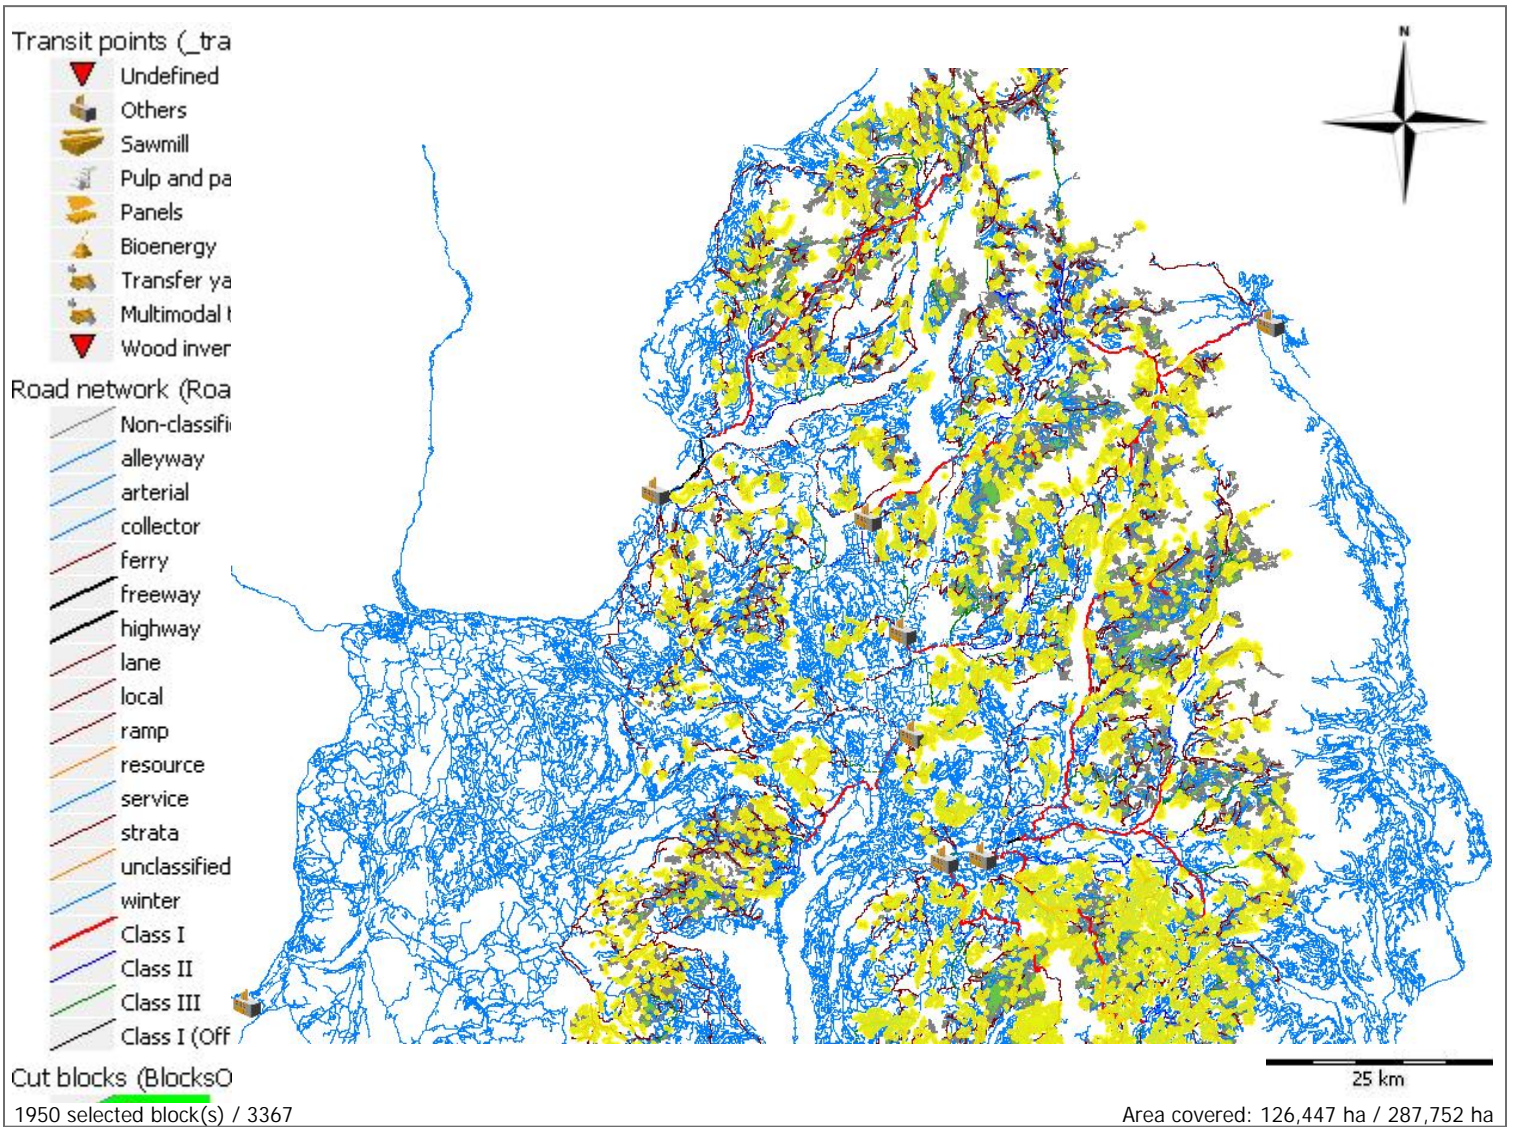 Transit points (_tra
Undefined
Others
Sawmill
Pulp and pa
Panels
Bioenergy
Transfer ya
Multimodal t
Wood inver
Road network (Roa
Non-classifi
alleyway
arterial
collector
ferry
freeway
highway
lane
local
ramp
resource
service
strata
unclassified
winter
Class I
Class II
Class III
Class I (Off
Cut blocks (BlocksO
1950 selected block(s) / 3367
N
25 km
Area covered: 126,447 ha / 287,752 ha